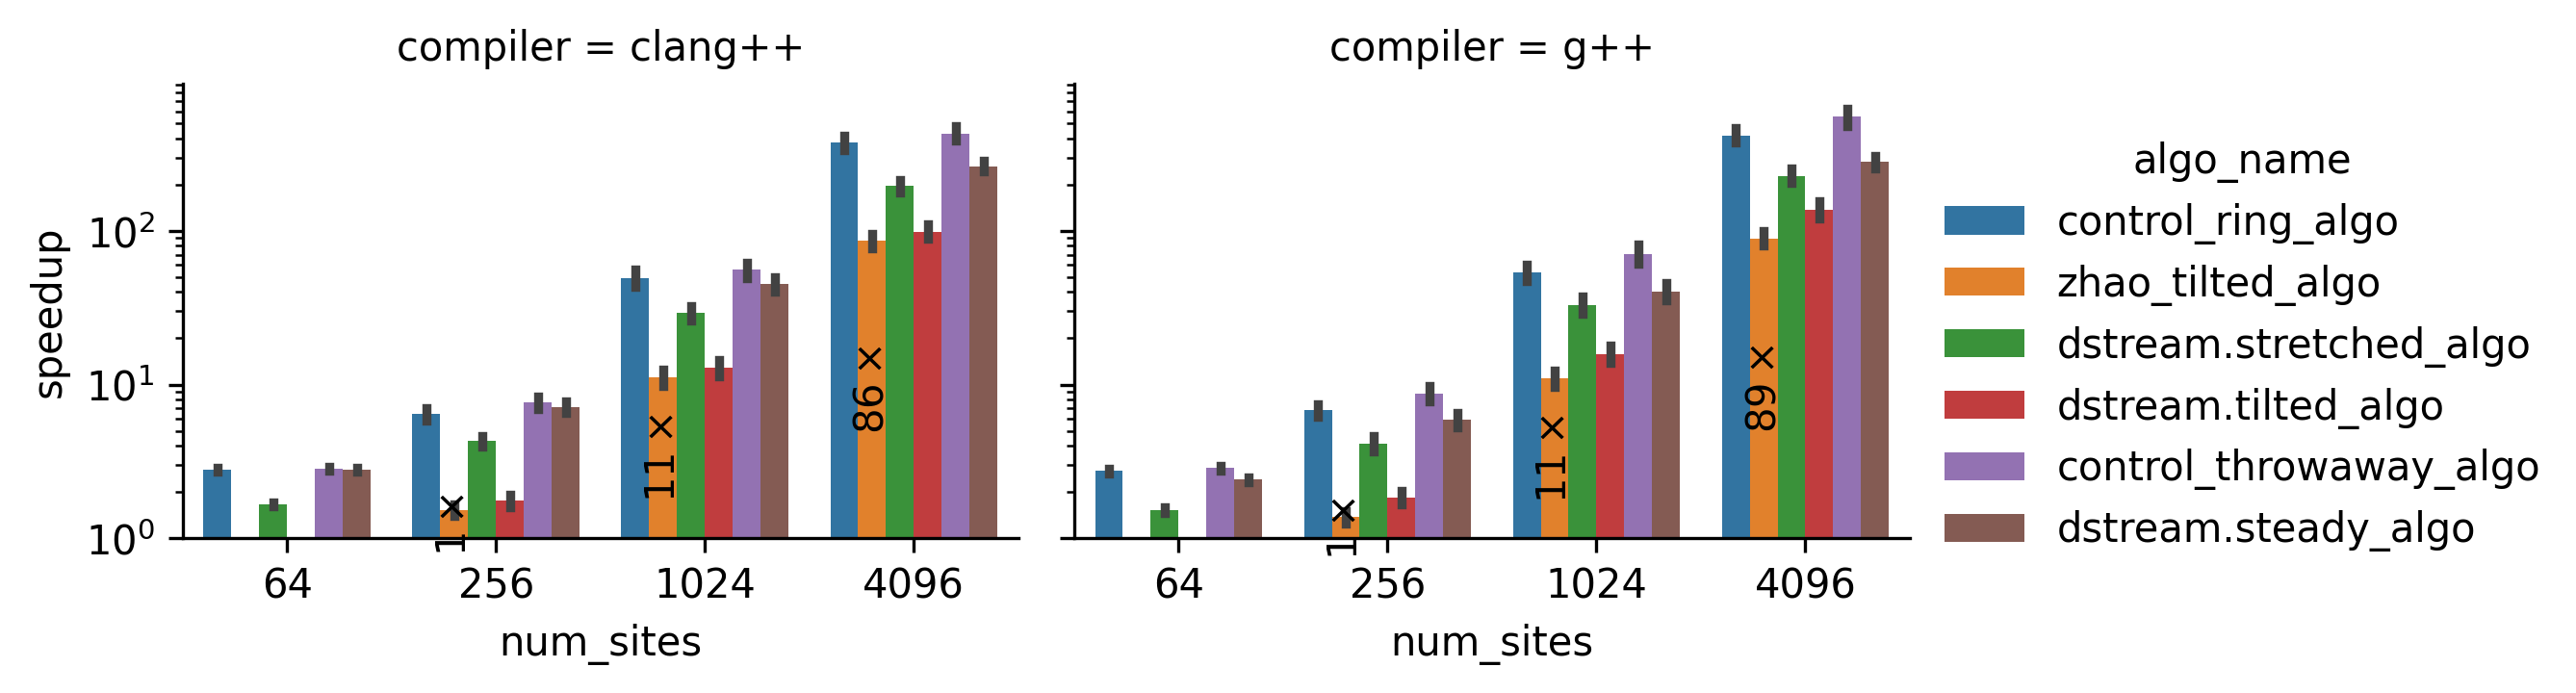 compiler = clang++
compiler = g++
speedup
10²
10¹
10⁰
1 ×
11 ×
86 ×
1 ×
11 ×
89 ×
64
256
1024
4096
64
256
1024
4096
num_sites
num_sites
algo_name
control_ring_algo
zhao_tilted_algo
dstream.stretched_algo
dstream.tilted_algo
control_throwaway_algo
dstream.steady_algo